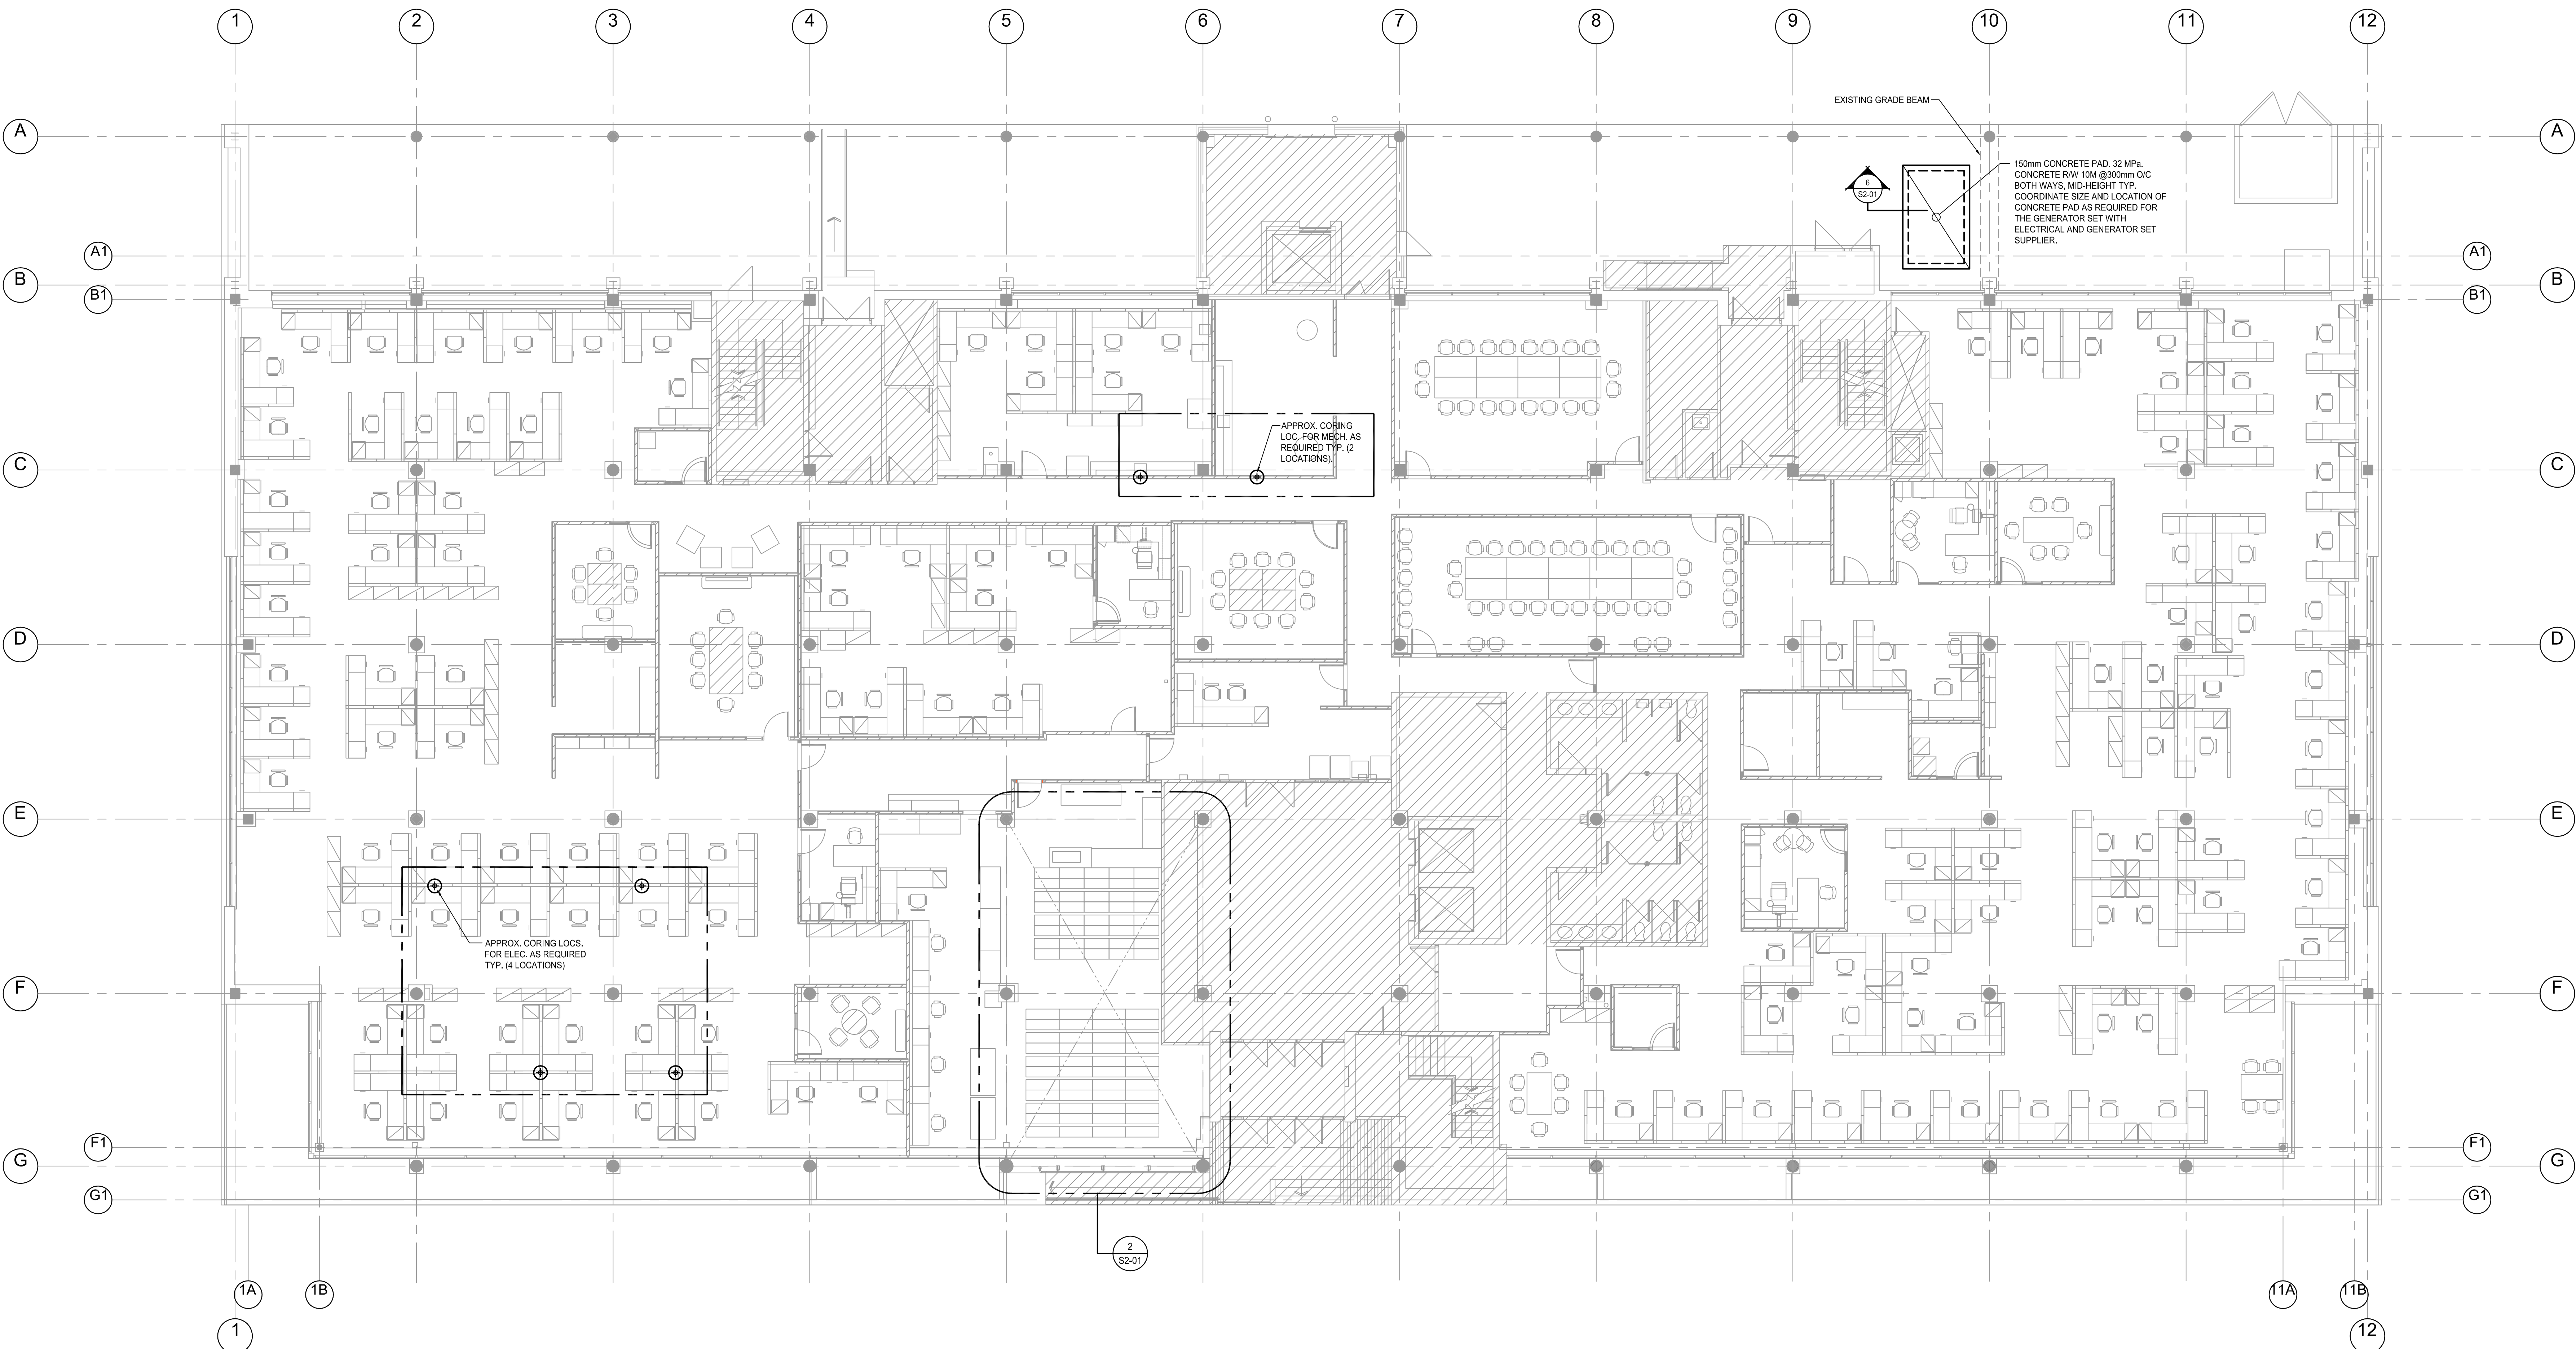 1
2
3
4
5
6
7
8
9
10
11
12
EXISTING GRADE BEAM
A
A
150mm CONCRETE PAD. 32 MPa.
CONCRETE R/W 10M @300mm O/C
BOTH WAYS, MID-HEIGHT TYP.
COORDINATE SIZE AND LOCATION OF
CONCRETE PAD AS REQUIRED FOR
THE GENERATOR SET WITH
ELECTRICAL AND GENERATOR SET
SUPPLIER.
6
S2-01
A1
A1
B
B
B1
B1
APPROX. CORING
LOC. FOR MECH. AS
REQUIRED TYP. (2
LOCATIONS).
C
C
D
D
E
E
APPROX. CORING LOCS.
FOR ELEC. AS REQUIRED
TYP. (4 LOCATIONS)
F
F
F1
F1
G
G
G1
G1
2
S2-01
1A
1B
11A
11B
1
12